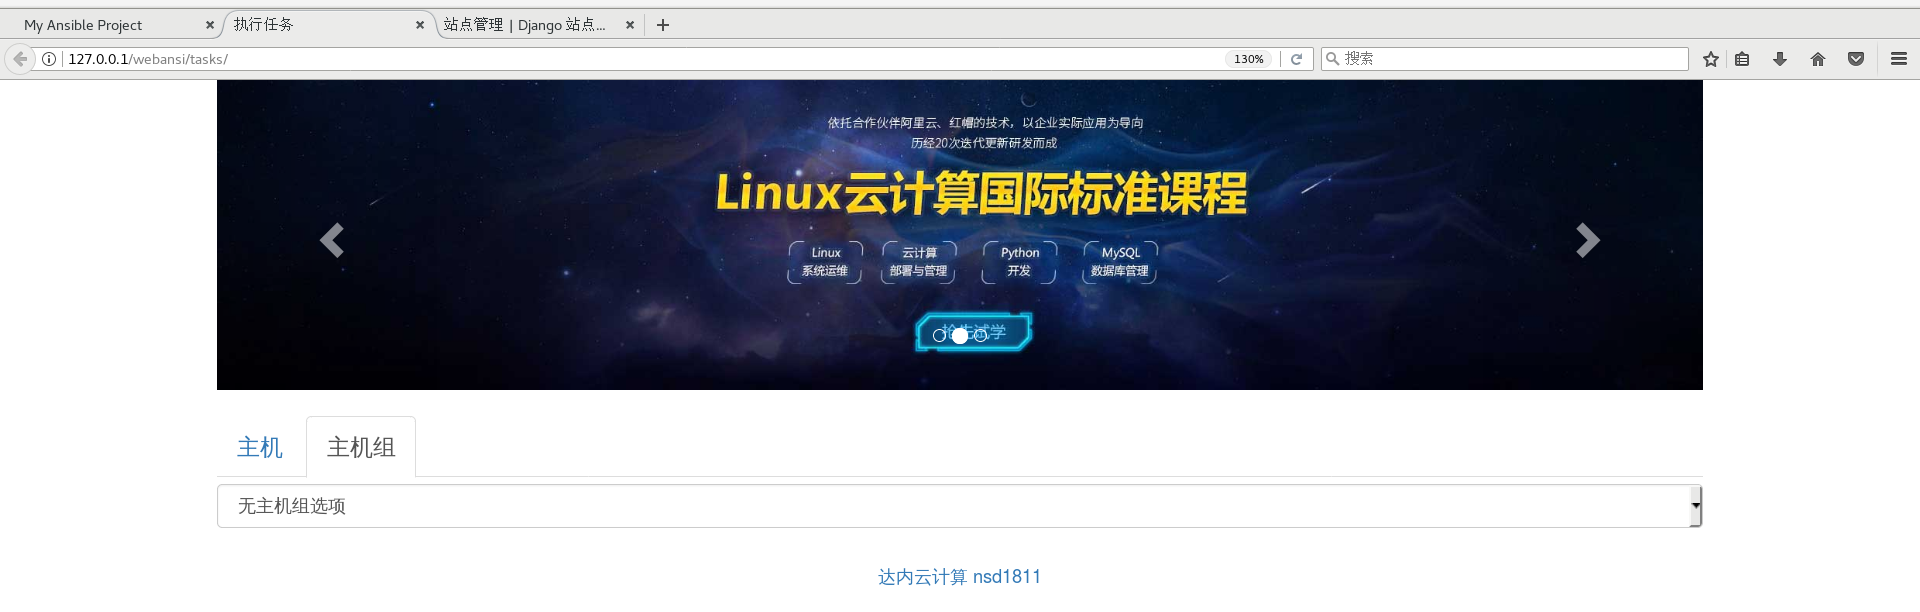 My Ansible Project
执行任务
站点管理 | Django 站点...
127.0.0.1/webansi/tasks/
130%
搜索
依托合作伙伴阿里云、红帽的技术，以企业实际应用为导向
历经20次迭代更新研发而成
Linux云计算国际标准课程
Linux
系统运维
云计算
部署与管理
Python
开发
MySQL
数据库管理
抢先试学
主机
主机组
无主机组选项
达内云计算 nsd1811